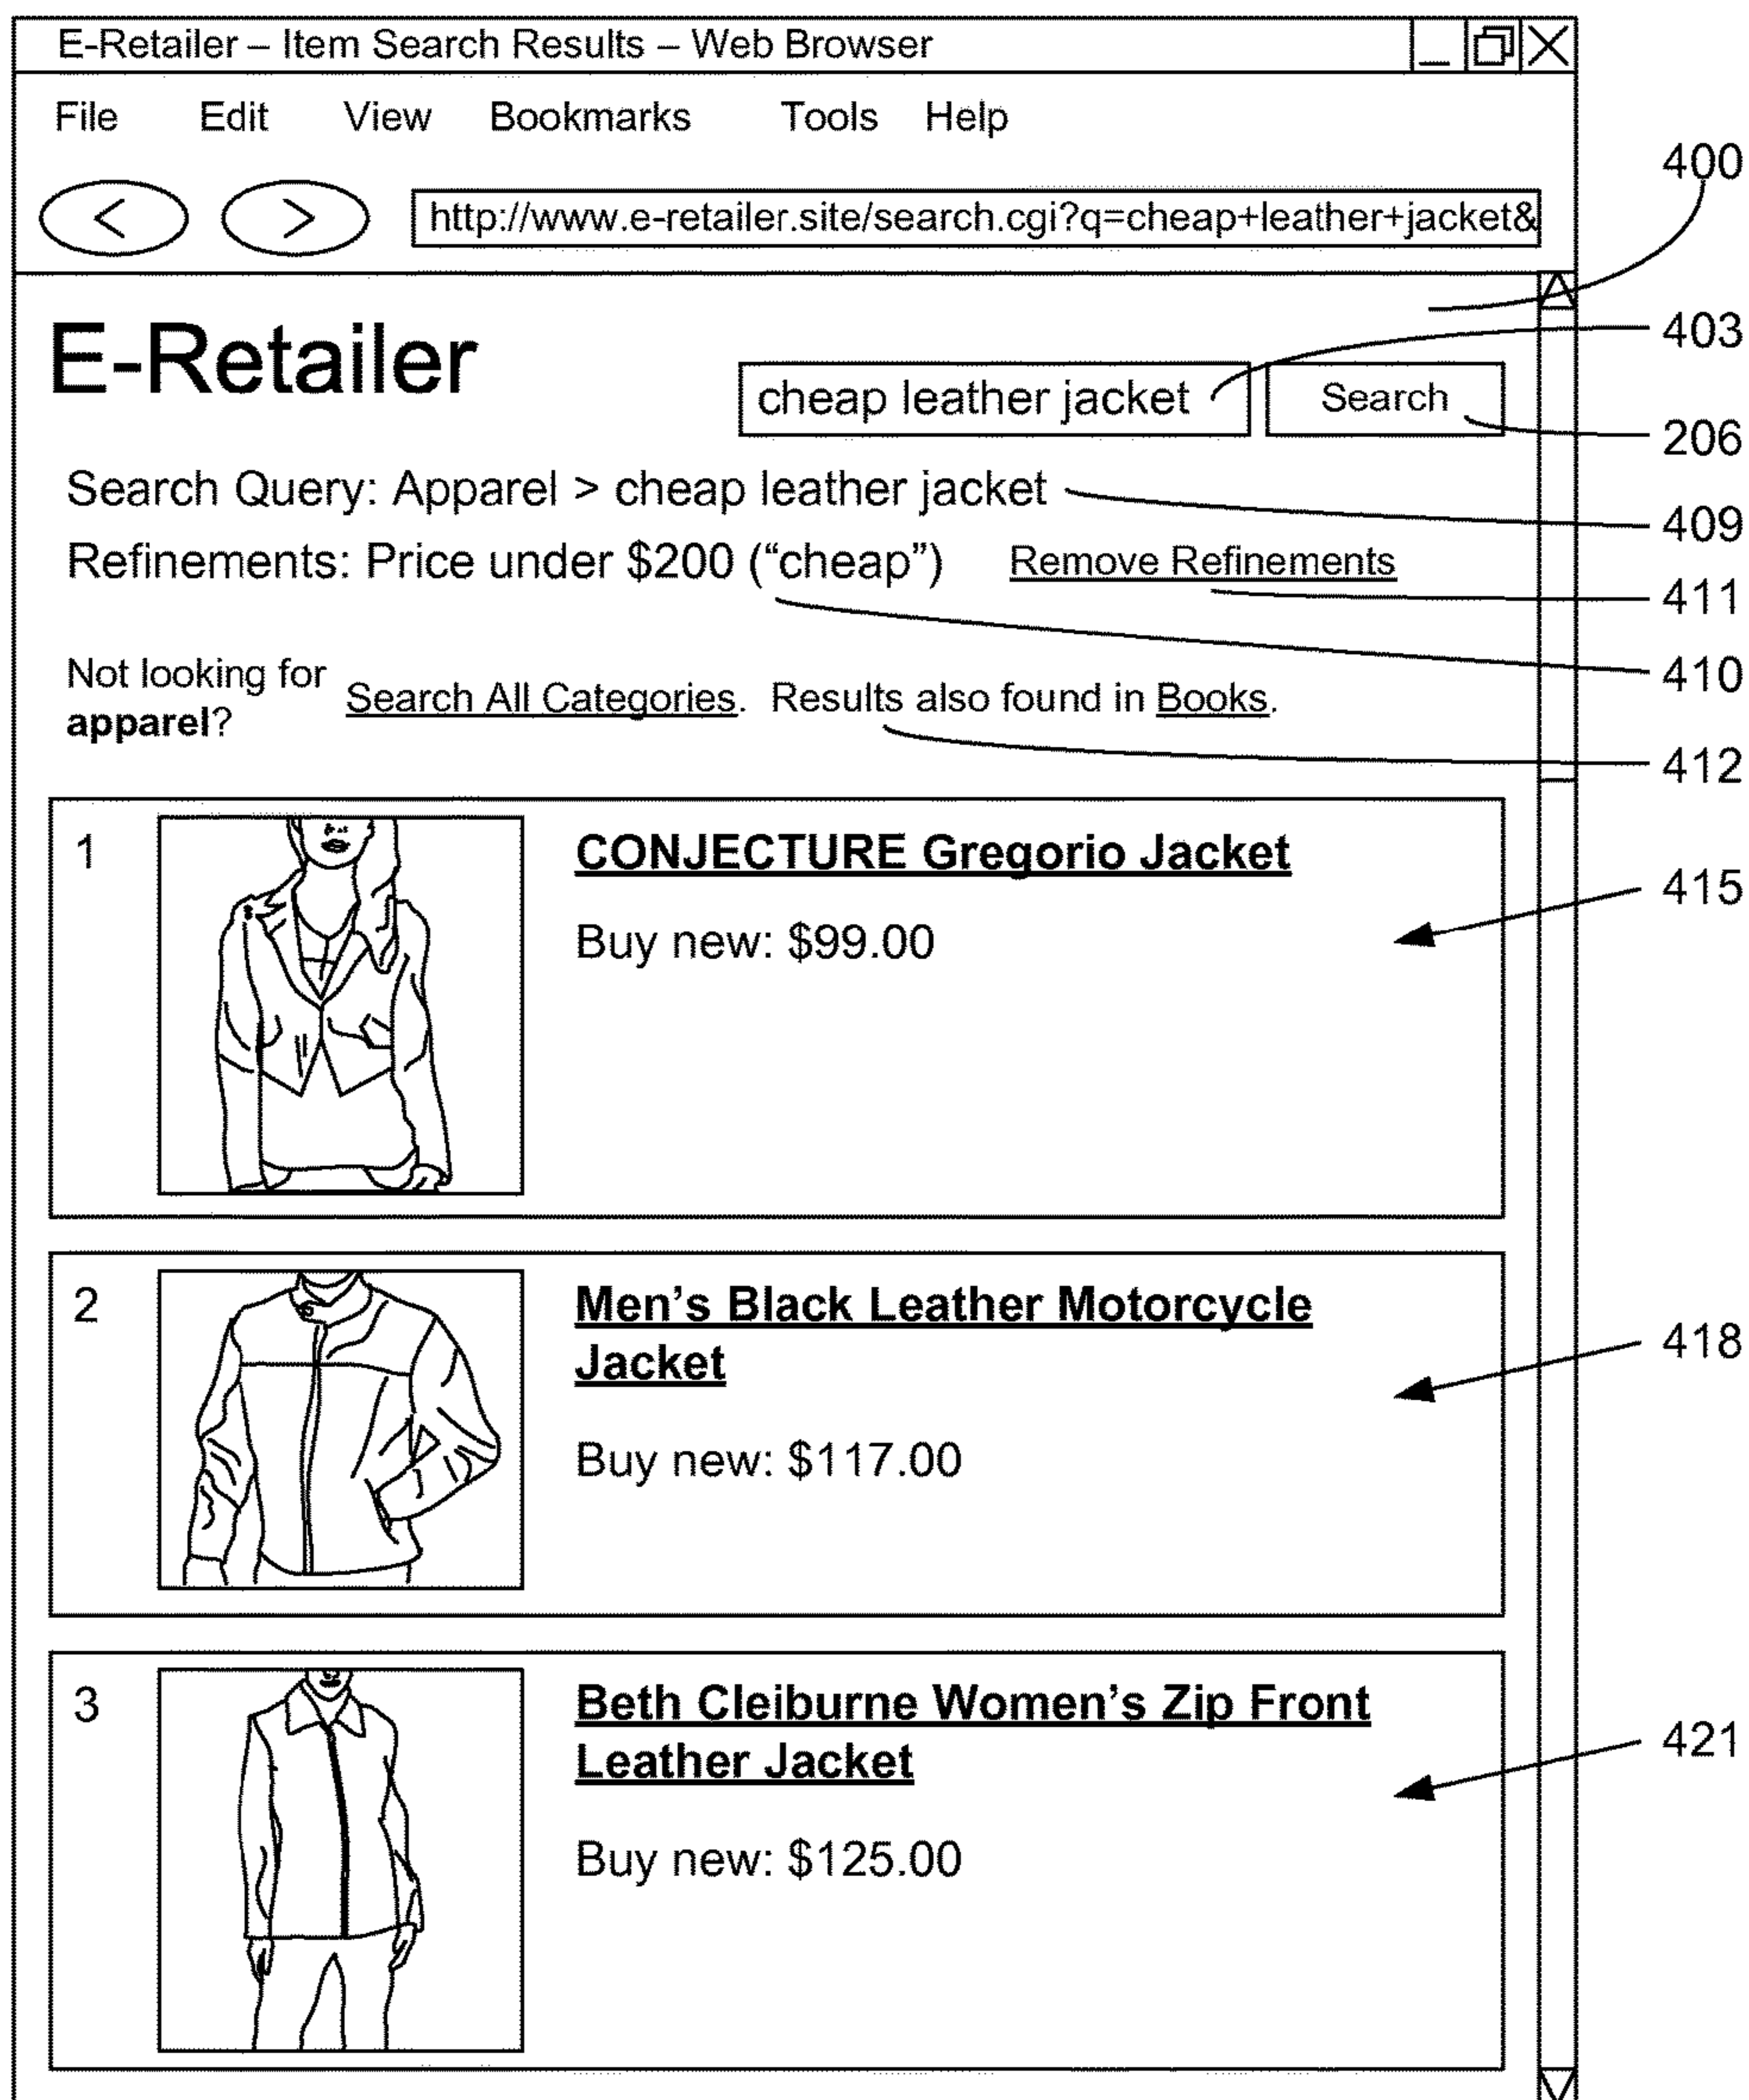 E-Retailer – Item Search Results – Web Browser
File Edit View Bookmarks Tools Help
400
< > http://www.e-retailer.site/search.cgi?q=cheap+leather+jacket&
E-Retailer
403
cheap leather jacket Search
206
Search Query: Apparel > cheap leather jacket
409
Refinements: Price under $200 (“cheap”) Remove Refinements
411
410
Not looking for
apparel? Search All Categories. Results also found in Books.
412
1 CONJECTURE Gregorio Jacket
415
Buy new: $99.00
2 Men’s Black Leather Motorcycle
Jacket
418
Buy new: $117.00
3 Beth Cleiburne Women’s Zip Front
Leather Jacket
421
Buy new: $125.00